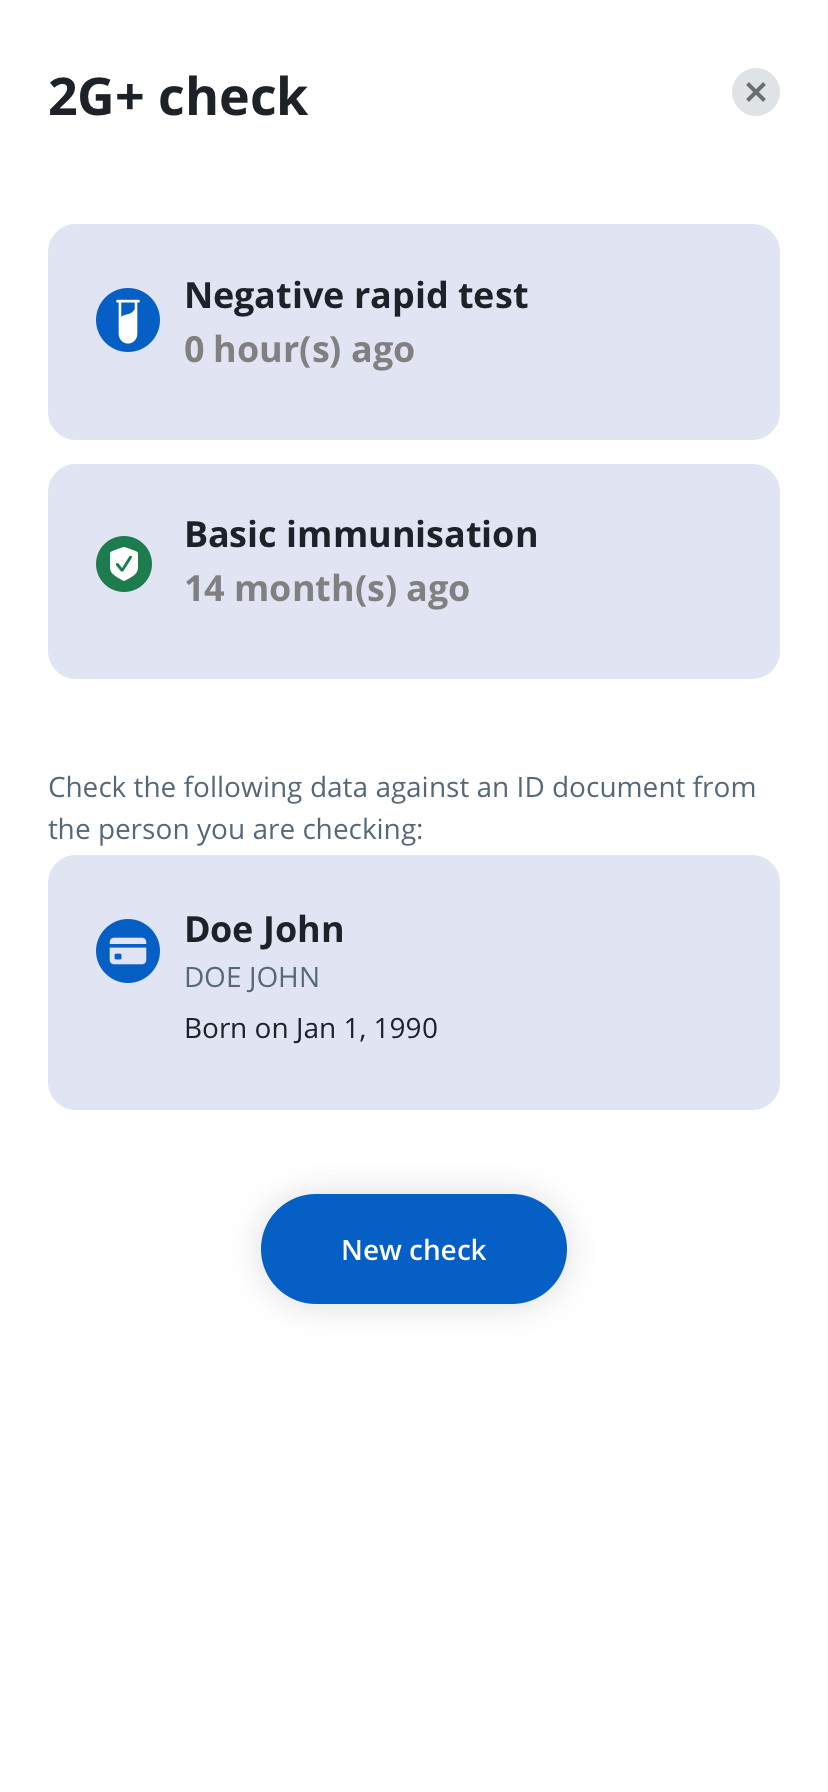 2G+ check
Negative rapid test
0 hour(s) ago
Basic immunisation
14 month(s) ago
Check the following data against an ID document from
the person you are checking:
Doe John
DOE JOHN
Born on Jan 1, 1990
New check